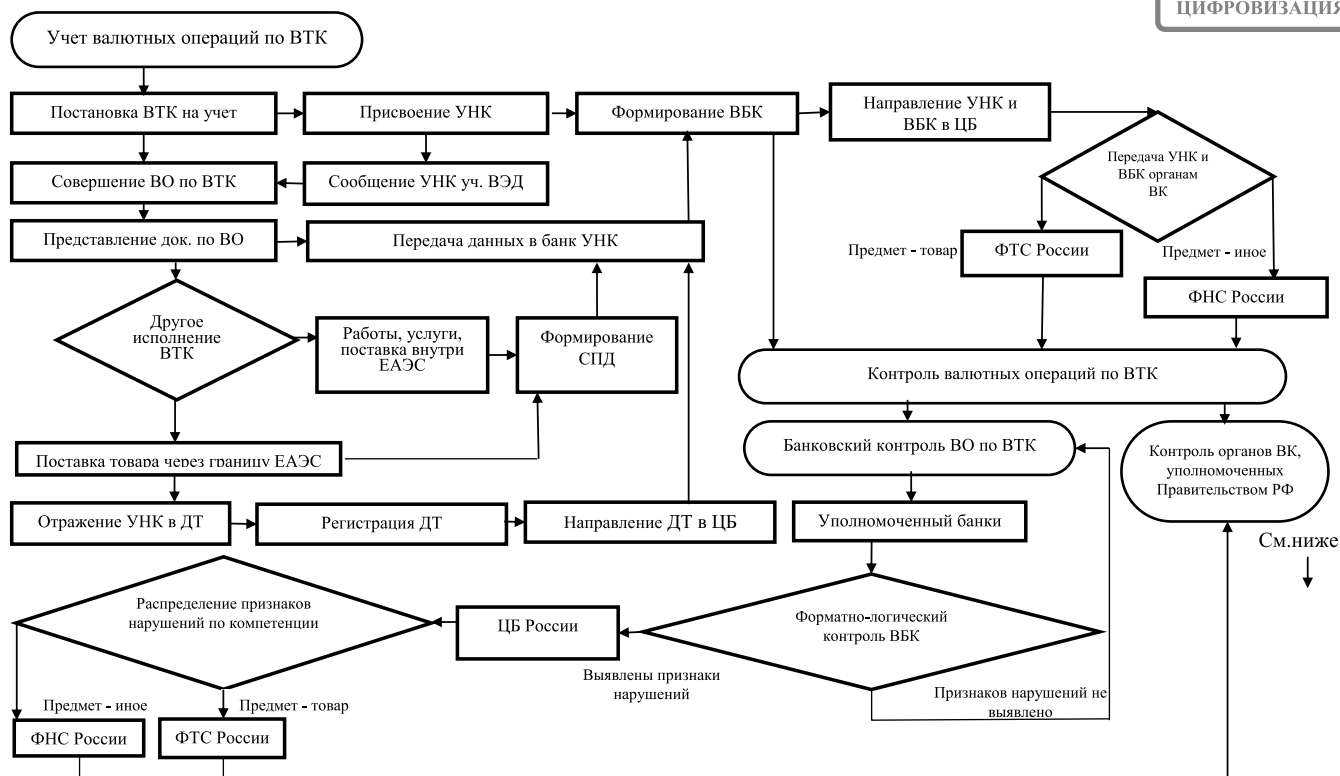 ЦИФРОВИЗАЦИЯ
Учет валютных операций по ВТК
Постановка ВТК на учет
Присвоение УНК
Формирование ВБК
Направление УНК и
ВБК в ЦБ
Передача УНК и
ВБК органам
ВК
Совершение ВО по ВТК
Сообщение УНК уч. ВЭД
Представление док. по ВО
Передача данных в банк УНК
Предмет - товар
ФТС России
Предмет - иное
ФНС России
Другое
исполнение
ВТК
Работы, услуги,
поставка внутри
ЕАЭС
Формирование
СПД
Контроль валютных операций по ВТК
Поставка товара через границу ЕАЭС
Банковский контроль ВО по ВТК
Контроль органов ВК,
уполномоченных
Правительством РФ
Отражение УНК в ДТ
Регистрация ДТ
Направление ДТ в ЦБ
Уполномоченный банки
См.ниже
Распределение признаков
нарушений по компетенции
ЦБ России
Форматно-логический
контроль ВБК
Выявлены признаки
нарушений
Признаков нарушений не
выявлено
Предмет - иное
Предмет - товар
ФНС России
ФТС России